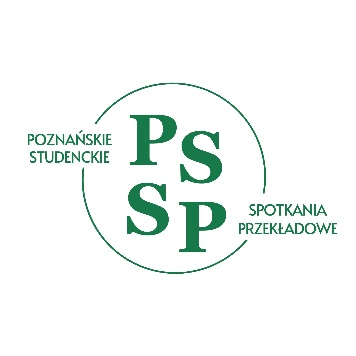 POZNAŃSKIE
STUDENCKIE
PS
SP
SPOTKANIA
PRZEKŁADOWE